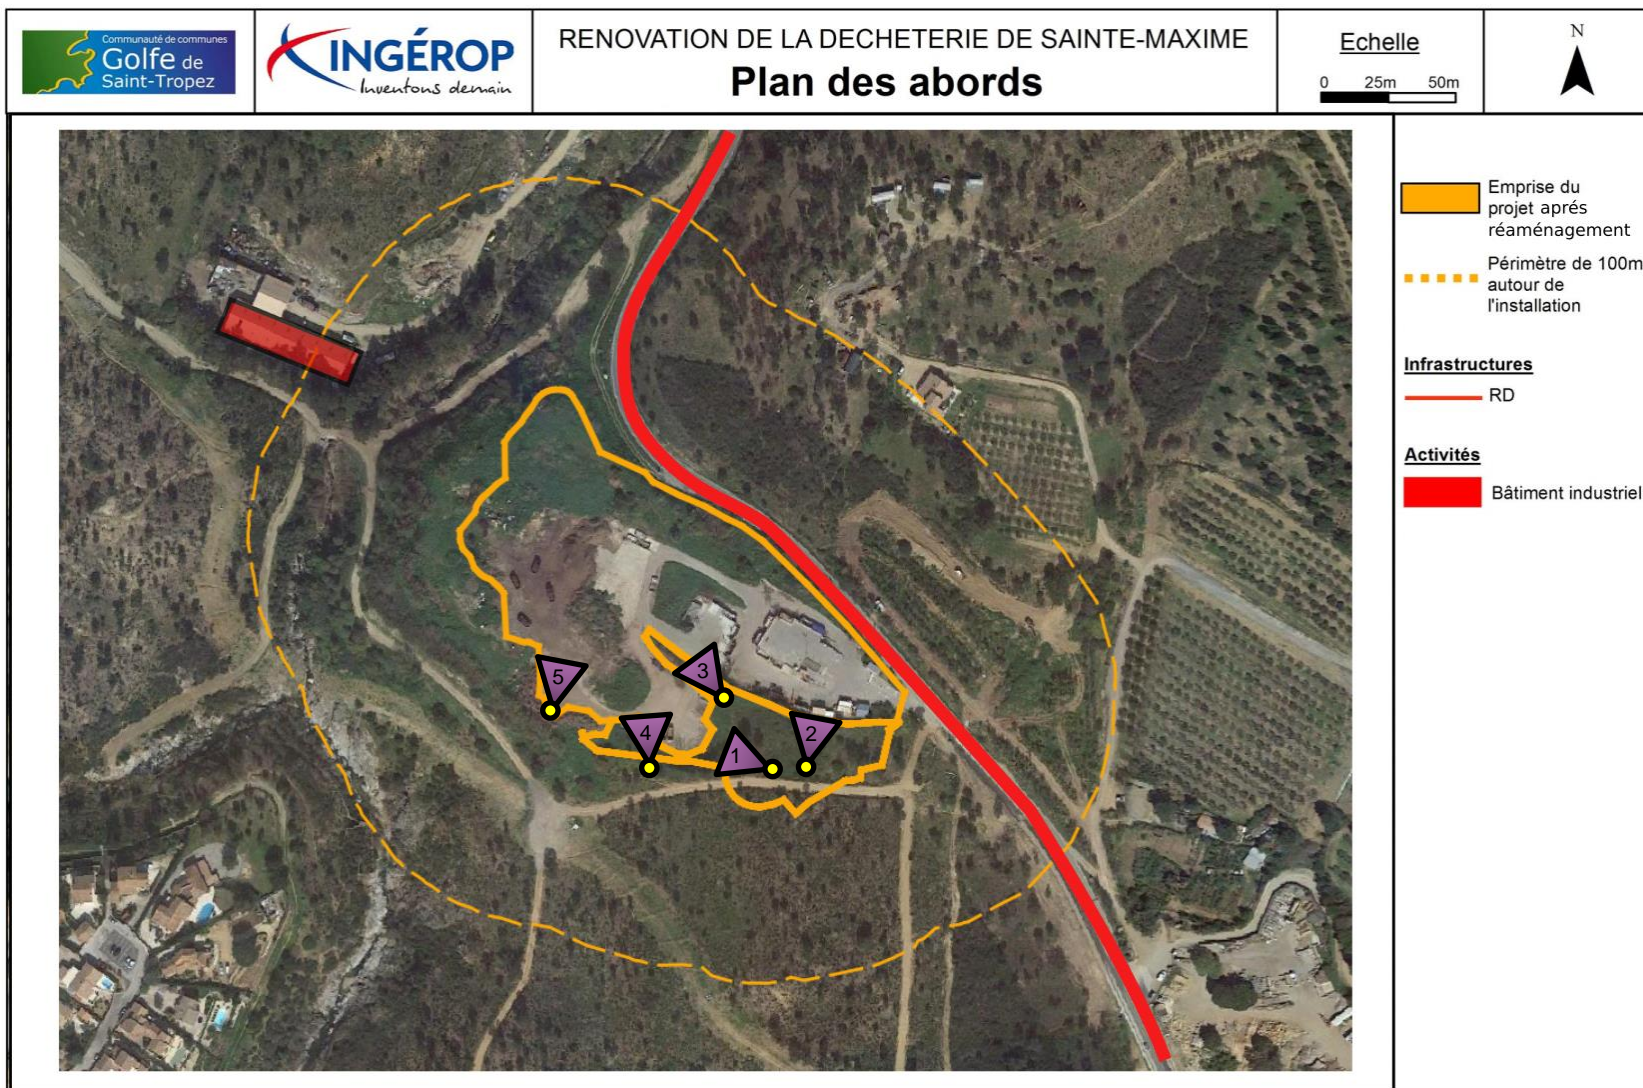 Communauté de communes
Golfe de
Saint-Tropez
INGÉROP
Inventons demain
RENOVATION DE LA DECHETERIE DE SAINTE-MAXIME
Plan des abords
Echelle
0 25m 50m
N
Emprise du
projet aprés
réaménagement
Périmètre de 100m
autour de
l'installation
Infrastructures
RD
Activités
Bâtiment industriel
5
3
4
1
2